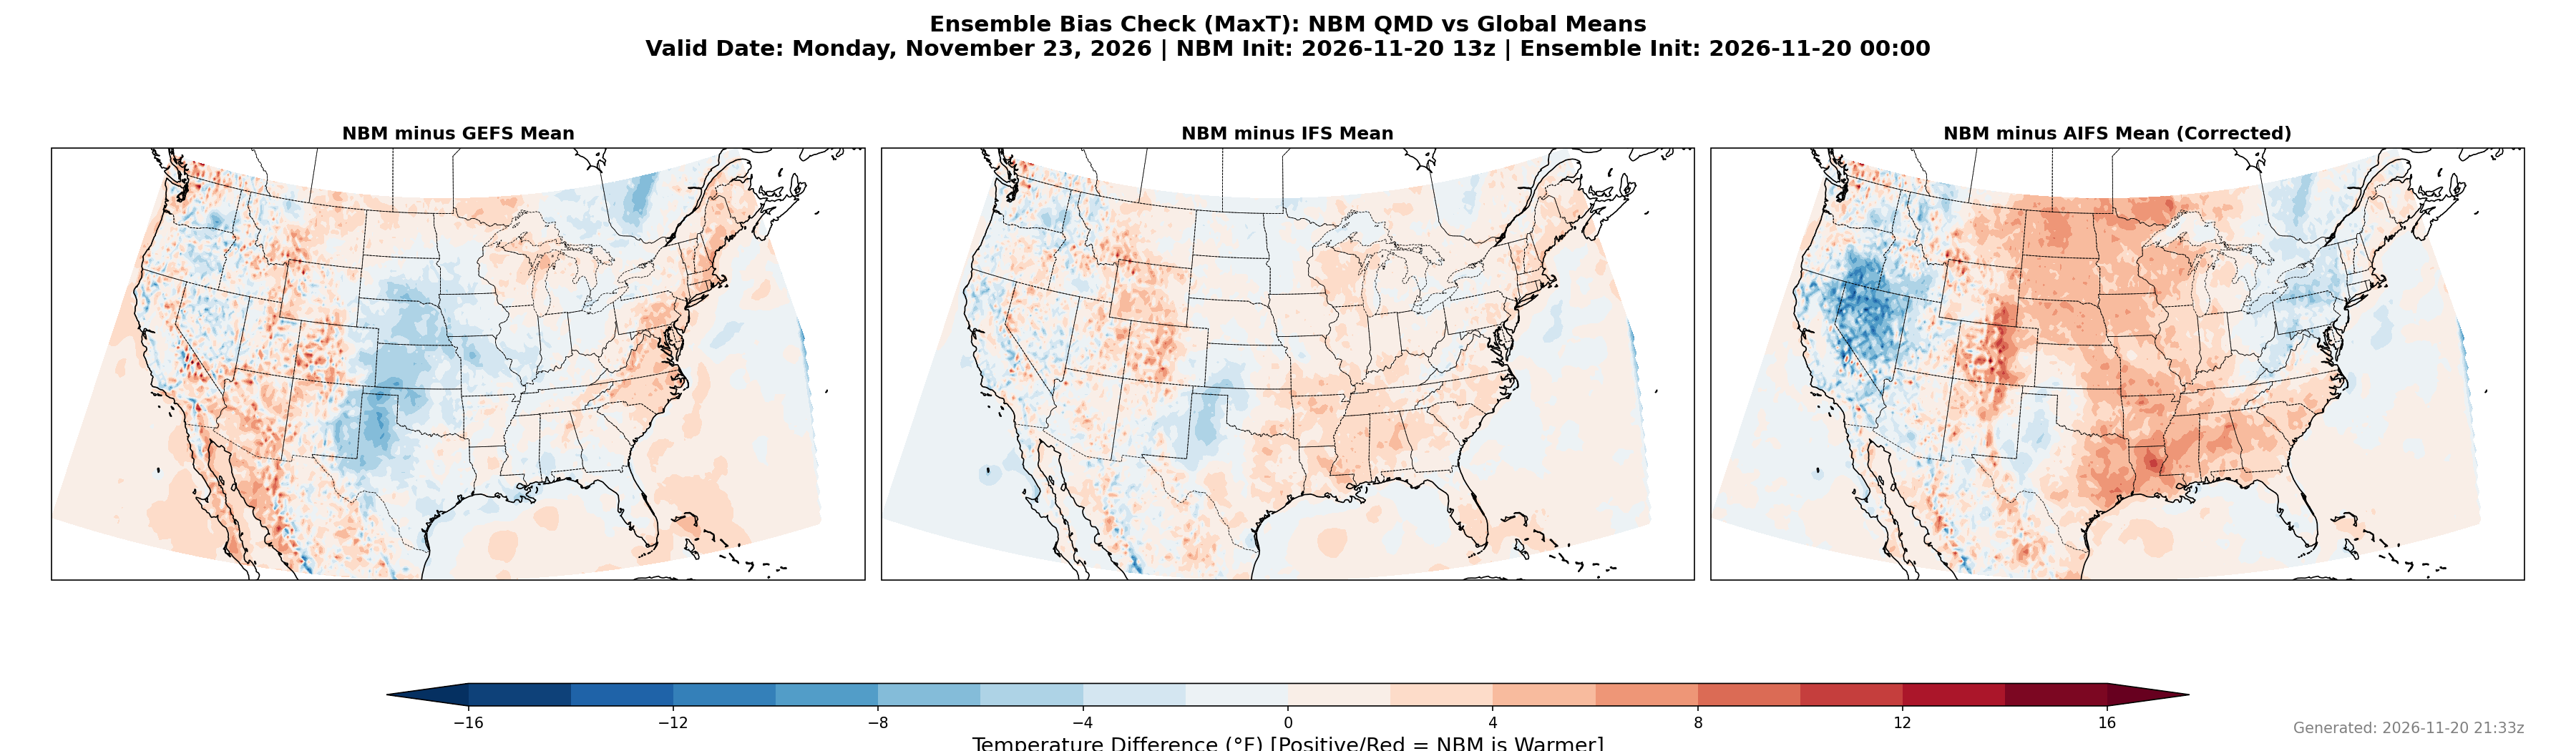 Ensemble Bias Check (MaxT): NBM QMD vs Global Means
Valid Date: Monday, November 23, 2026 | NBM Init: 2026-11-20 13z | Ensemble Init: 2026-11-20 00:00
NBM minus GEFS Mean
NBM minus IFS Mean
NBM minus AIFS Mean (Corrected)
−16 −12 −8 −4 0 4 8 12 16
Temperature Difference (°F) [Positive/Red = NBM is Warmer]
Generated: 2026-11-20 21:33z